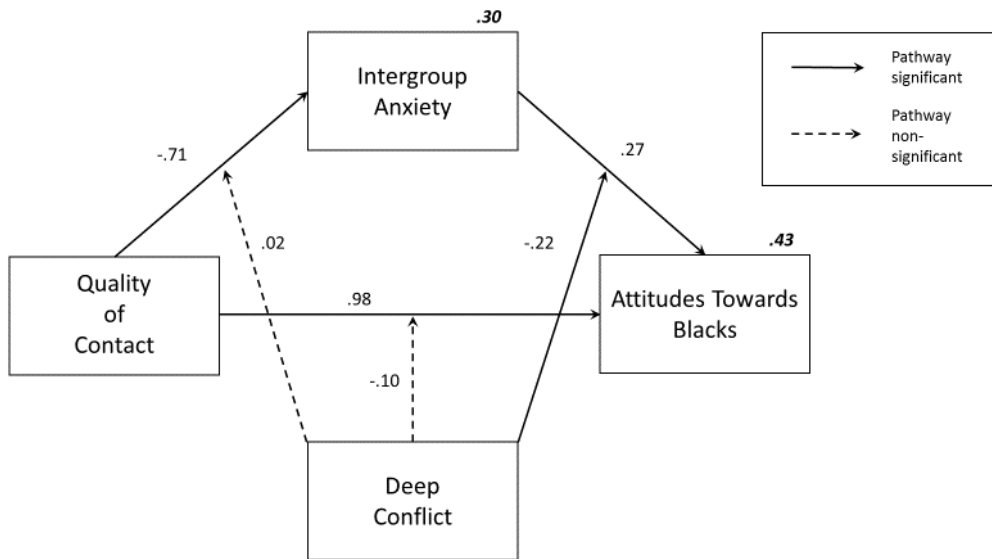 .30
Intergroup
Anxiety
Pathway
significant
Pathway
non-
significant
-.71
.27
.02
-.22
.43
Quality
of
Contact
.98
Attitudes Towards
Blacks
-.10
Deep
Conflict